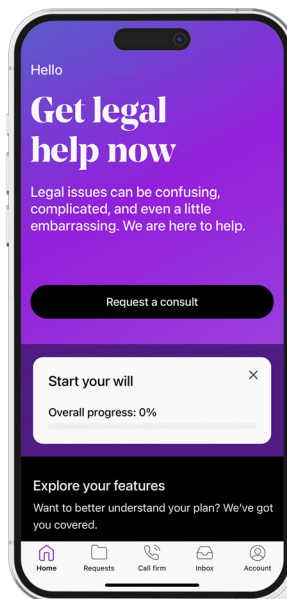 Hello
Get legal
help now
Legal issues can be confusing,
complicated, and even a little
embarrassing. We are here to help.
Request a consult
Start your will
Overall progress: 0%
Explore your features
Want to better understand your plan? We've got
you covered.
Home Requests Call firm Inbox Account